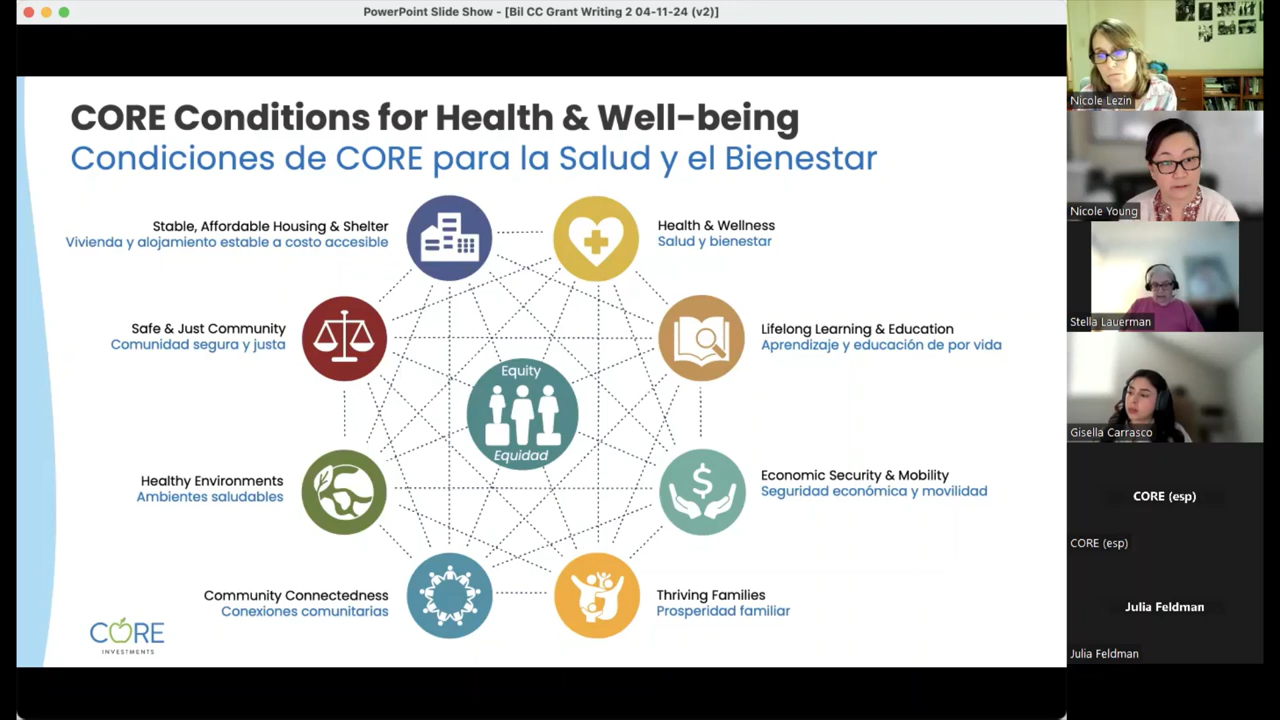 PowerPoint Slide Show - [Bil CC Grant Writing 2 04-11-24 (v2)]
CORE Conditions for Health & Well-being
Condiciones de CORE para la Salud y el Bienestar
Stable, Affordable Housing & Shelter
Vivienda y alojamiento estable a costo accesible
Health & Wellness
Salud y bienestar
Safe & Just Community
Comunidad segura y justa
Lifelong Learning & Education
Aprendizaje y educación de por vida
Equity
Equidad
Healthy Environments
Ambientes saludables
Economic Security & Mobility
Seguridad económica y movilidad
Community Connectedness
Conexiones comunitarias
Thriving Families
Prosperidad familiar
CORE
INVESTMENTS
Nicole Lezin
Nicole Young
Stella Lauerman
Gisella Carrasco
CORE (esp)
CORE (esp)
Julia Feldman
Julia Feldman